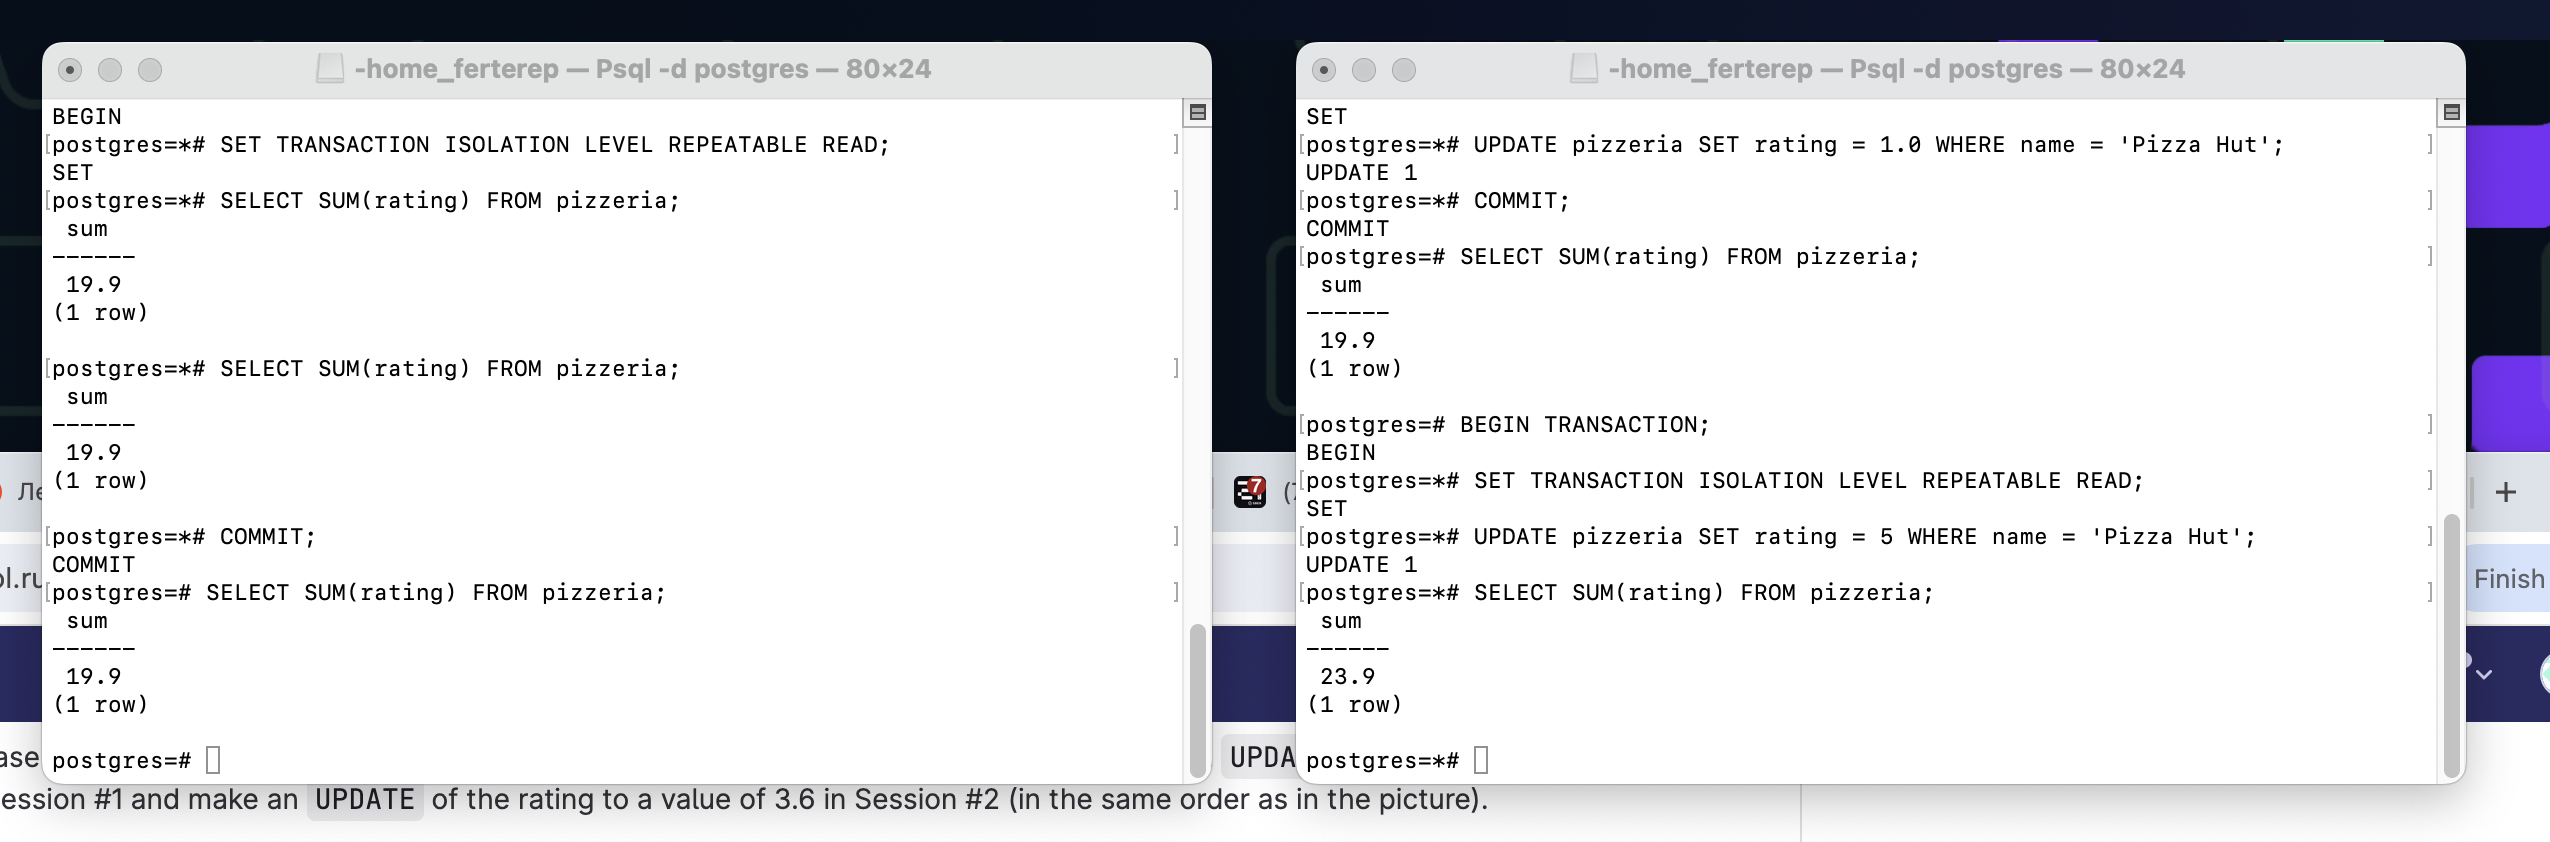 -home_ferterep — Psql -d postgres — 80×24
BEGIN
[postgres=*# SET TRANSACTION ISOLATION LEVEL REPEATABLE READ; ]
SET
[postgres=*# SELECT SUM(rating) FROM pizzeria; ]
sum
------
19.9
(1 row)
[postgres=*# SELECT SUM(rating) FROM pizzeria; ]
sum
------
19.9
(1 row)
[postgres=*# COMMIT; ]
COMMIT
[postgres=# SELECT SUM(rating) FROM pizzeria; ]
sum
------
19.9
(1 row)
postgres=#
-home_ferterep — Psql -d postgres — 80×24
SET
[postgres=*# UPDATE pizzeria SET rating = 1.0 WHERE name = 'Pizza Hut'; ]
UPDATE 1
[postgres=*# COMMIT; ]
COMMIT
[postgres=# SELECT SUM(rating) FROM pizzeria; ]
sum
------
19.9
(1 row)
[postgres=# BEGIN TRANSACTION; ]
BEGIN
[postgres=*# SET TRANSACTION ISOLATION LEVEL REPEATABLE READ; ]
SET
[postgres=*# UPDATE pizzeria SET rating = 5 WHERE name = 'Pizza Hut'; ]
UPDATE 1
[postgres=*# SELECT SUM(rating) FROM pizzeria; ]
sum
------
23.9
(1 row)
postgres=*#
7
Finish
UPDA
ession #1 and make an UPDATE of the rating to a value of 3.6 in Session #2 (in the same order as in the picture).